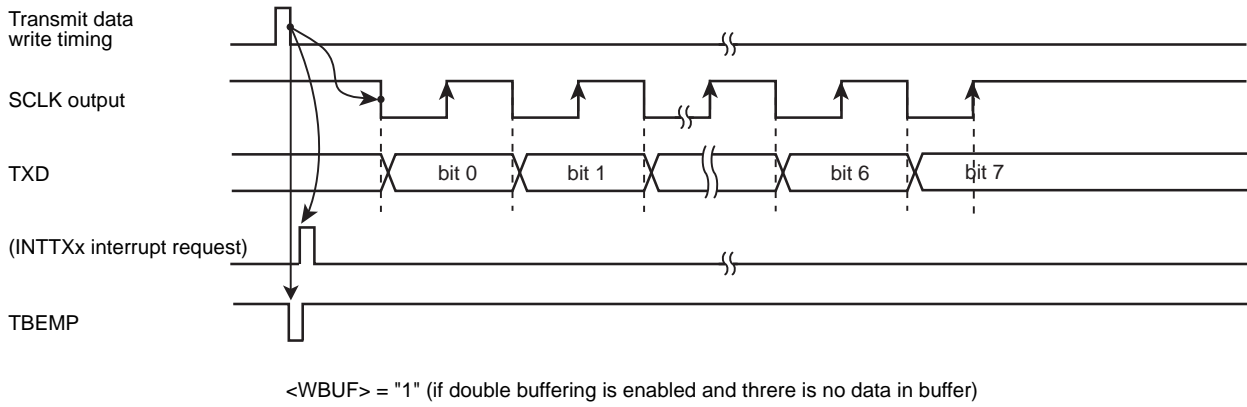 Transmit data
write timing
SCLK output
TXD
bit 0
bit 1
bit 6
bit 7
(INTTXx interrupt request)
TBEMP
<WBUF> = "1" (if double buffering is enabled and threre is no data in buffer)